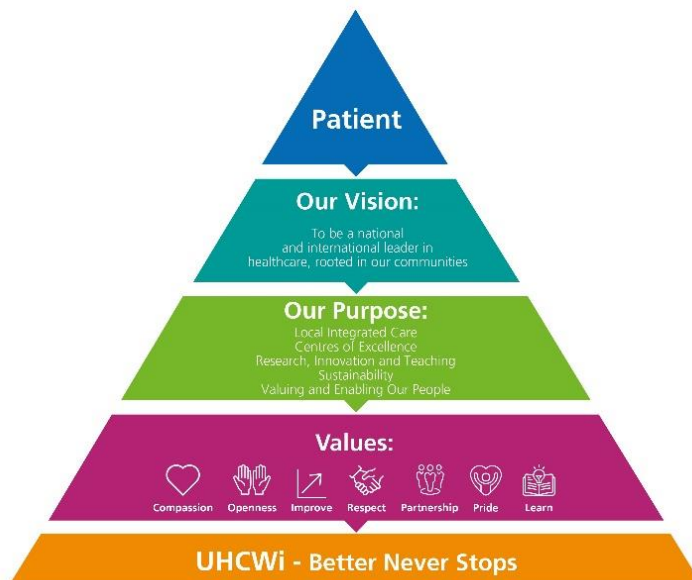 Patient
Our Vision:
To be a national
and international leader in
healthcare, rooted in our communities
Our Purpose:
Local Integrated Care
Centres of Excellence
Research, Innovation and Teaching
Sustainability
Valuing and Enabling Our People
Values:
Compassion Openness Improve Respect Partnership Pride Learn
UHCWi - Better Never Stops